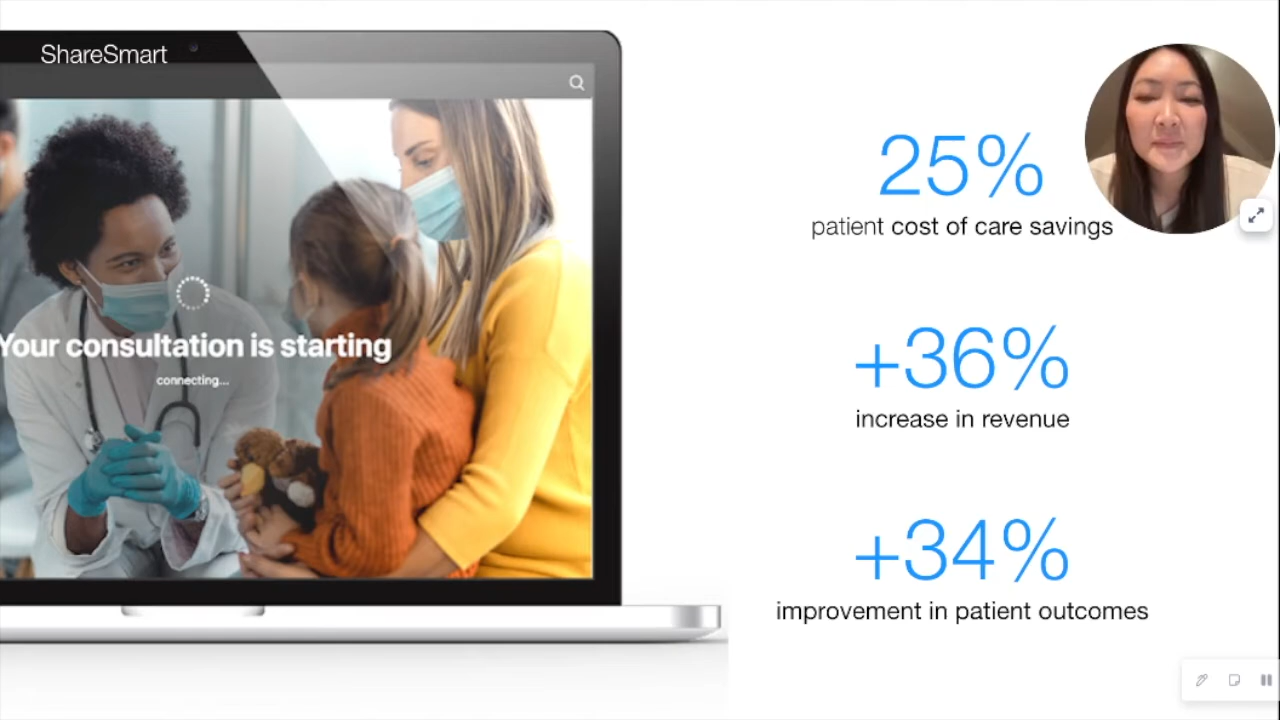 ShareSmart
Your consultation is starting
connecting...
25%
patient cost of care savings
+36%
increase in revenue
+34%
improvement in patient outcomes